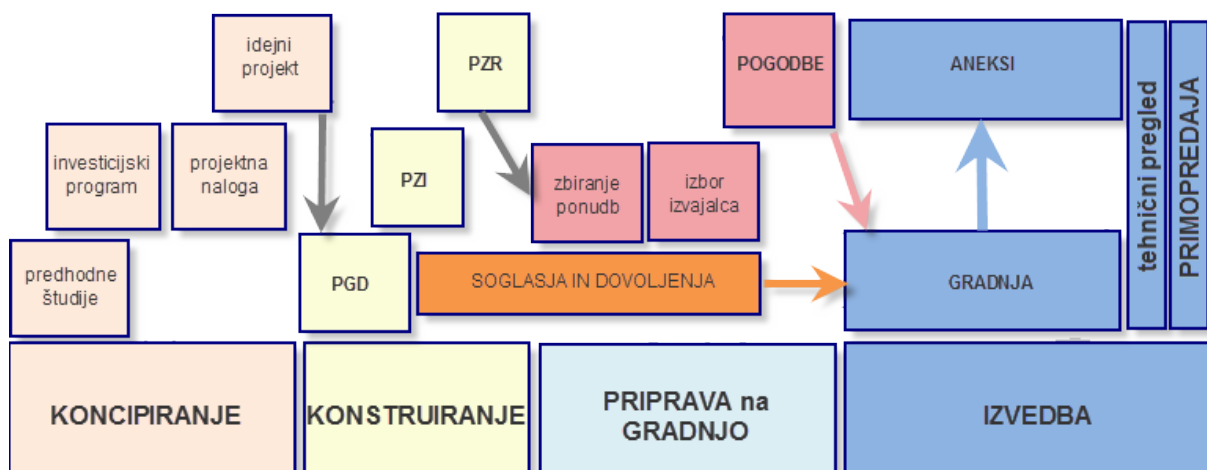 idejni
projekt
PZR
POGODBE
ANEKSI
tehnični pregled
PRIMOPREDAJA
investicijski
program
projektna
naloga
PZI
zbiranje
ponudb
izbor
izvajalca
predhodne
študije
PGD
SOGLASJA IN DOVOLJENJA
GRADNJA
KONCIPIRANJE
KONSTRUIRANJE
PRIPRAVA na
GRADNJO
IZVEDBA